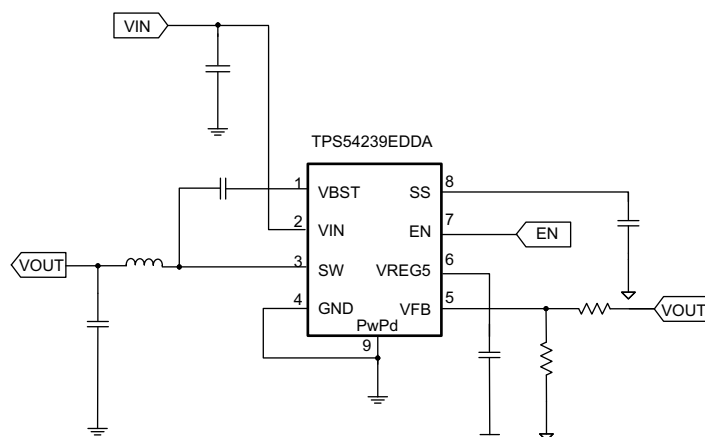 VIN
TPS54239EDDA
1
VBST
SS
8
2
VIN
EN
7
EN
VOUT
3
SW
VREG5
6
4
GND
VFB
5
VOUT
PwPd
9